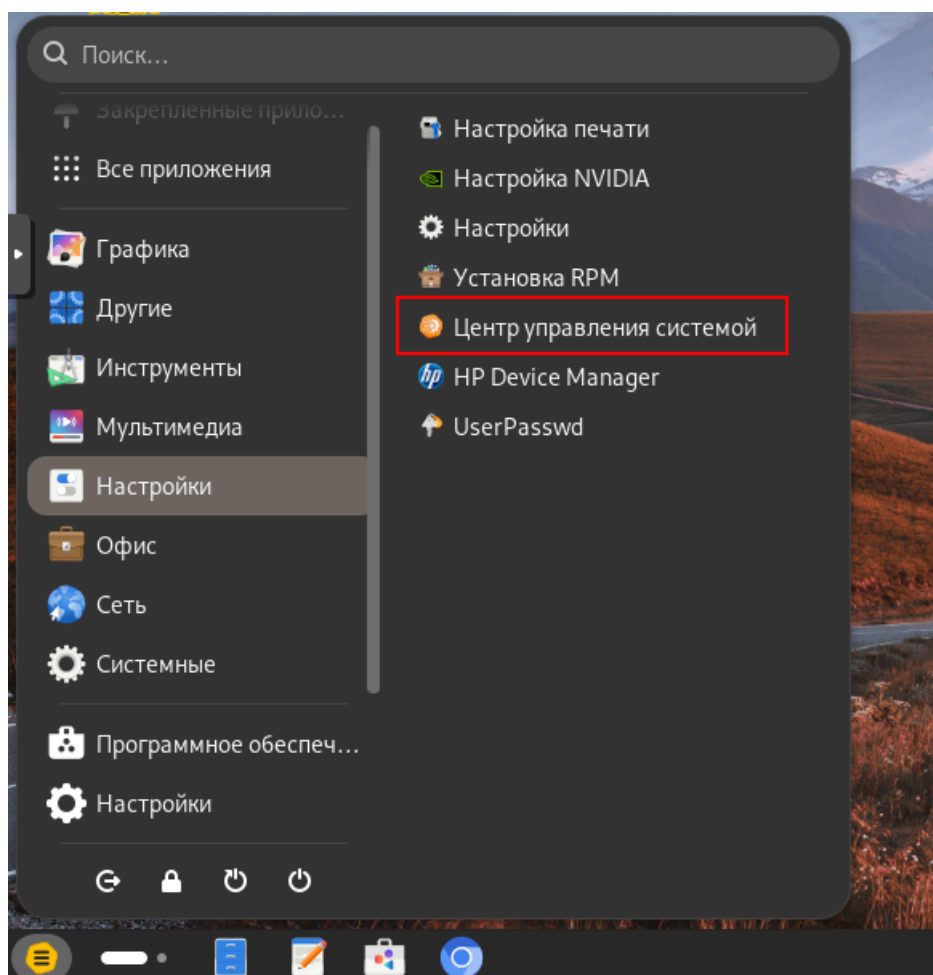 Поиск...
Закрепленные прило...
Все приложения
Графика
Другие
Инструменты
Мультимедиа
Настройки
Офис
Сеть
Системные
Программное обеспеч...
Настройки
Настройка печати
Настройка NVIDIA
Настройки
Установка RPM
Центр управления системой
hp HP Device Manager
UserPasswd